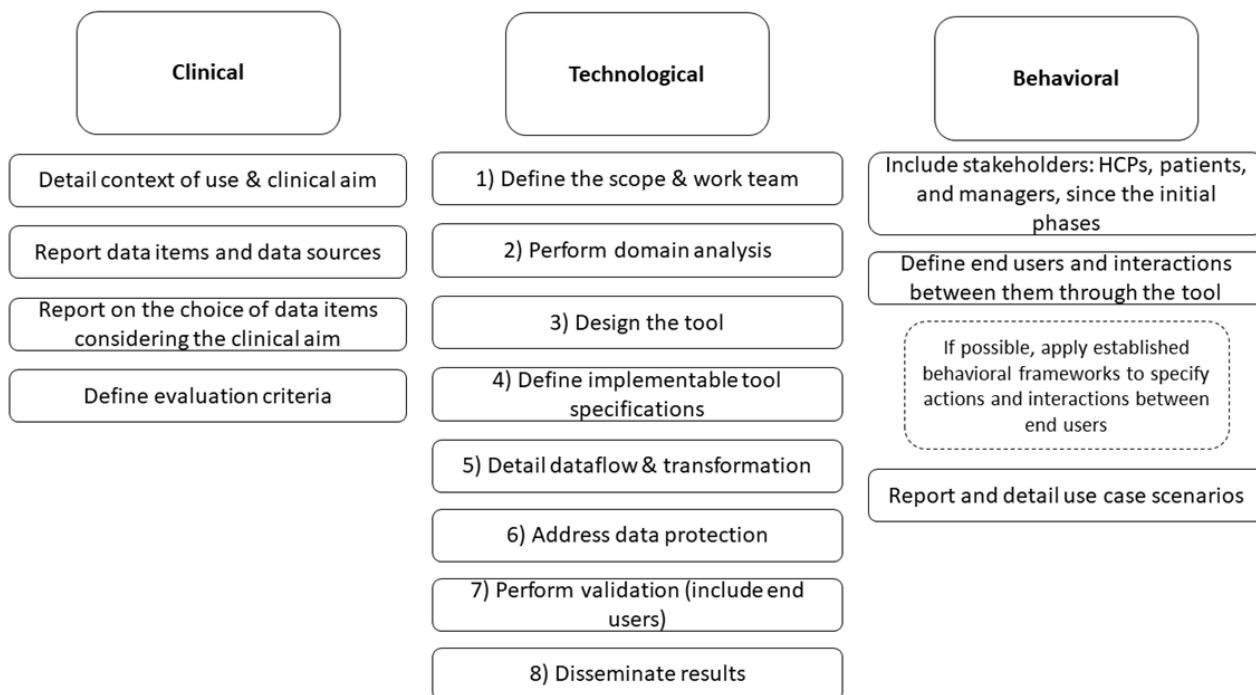 Clinical
Detail context of use & clinical aim
Report data items and data sources
Report on the choice of data items
considering the clinical aim
Define evaluation criteria
Technological
1) Define the scope & work team
2) Perform domain analysis
3) Design the tool
4) Define implementable tool
specifications
5) Detail dataflow & transformation
6) Address data protection
7) Perform validation (include end
users)
8) Disseminate results
Behavioral
Include stakeholders: HCPs, patients,
and managers, since the initial
phases
Define end users and interactions
between them through the tool
If possible, apply established
behavioral frameworks to specify
actions and interactions between
end users
Report and detail use case scenarios